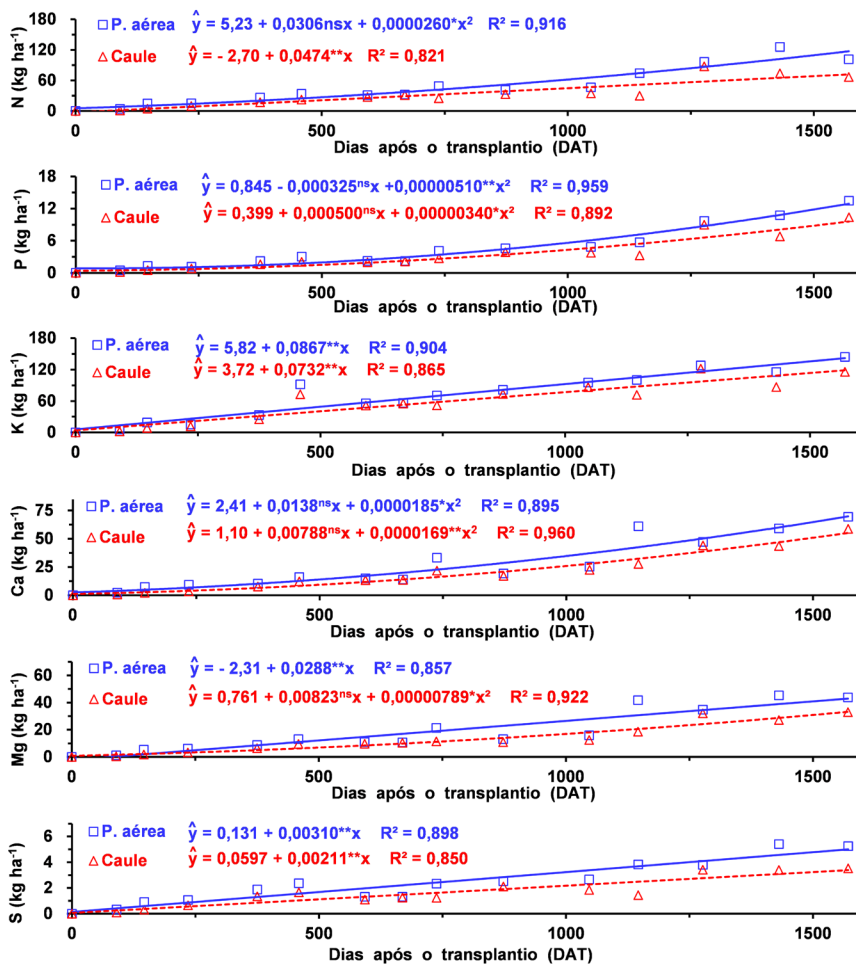 N (kg ha⁻¹)
180
120
60
0
P. aérea ŷ = 5,23 + 0,0306nsx + 0,0000260*x² R² = 0,916
Caule ŷ = - 2,70 + 0,0474**x R² = 0,821
0 500 1000 1500
Dias após o transplantio (DAT)
P (kg ha⁻¹)
18
12
6
0
P. aérea ŷ = 0,845 - 0,000325ⁿˢx +0,00000510**x² R² = 0,959
Caule ŷ = 0,399 + 0,000500ⁿˢx + 0,00000340*x² R² = 0,892
0 500 1000 1500
Dias após o transplantio (DAT)
K (kg ha⁻¹)
180
120
60
0
P. aérea ŷ = 5,82 + 0,0867**x R² = 0,904
Caule ŷ = 3,72 + 0,0732**x R² = 0,865
0 500 1000 1500
Dias após o transplantio (DAT)
Ca (kg ha⁻¹)
75
50
25
0
P. aérea ŷ = 2,41 + 0,0138ⁿˢx + 0,0000185*x² R² = 0,895
Caule ŷ = 1,10 + 0,00788ⁿˢx + 0,0000169**x² R² = 0,960
0 500 1000 1500
Dias após o transplantio (DAT)
Mg (kg ha⁻¹)
60
40
20
0
P. aérea ŷ = - 2,31 + 0,0288**x R² = 0,857
Caule ŷ = 0,761 + 0,00823ⁿˢx + 0,00000789*x² R² = 0,922
0 500 1000 1500
Dias após o transplantio (DAT)
S (kg ha⁻¹)
6
4
2
0
P. aérea ŷ = 0,131 + 0,00310**x R² = 0,898
Caule ŷ = 0,0597 + 0,00211**x R² = 0,850
0 500 1000 1500
Dias após o transplantio (DAT)